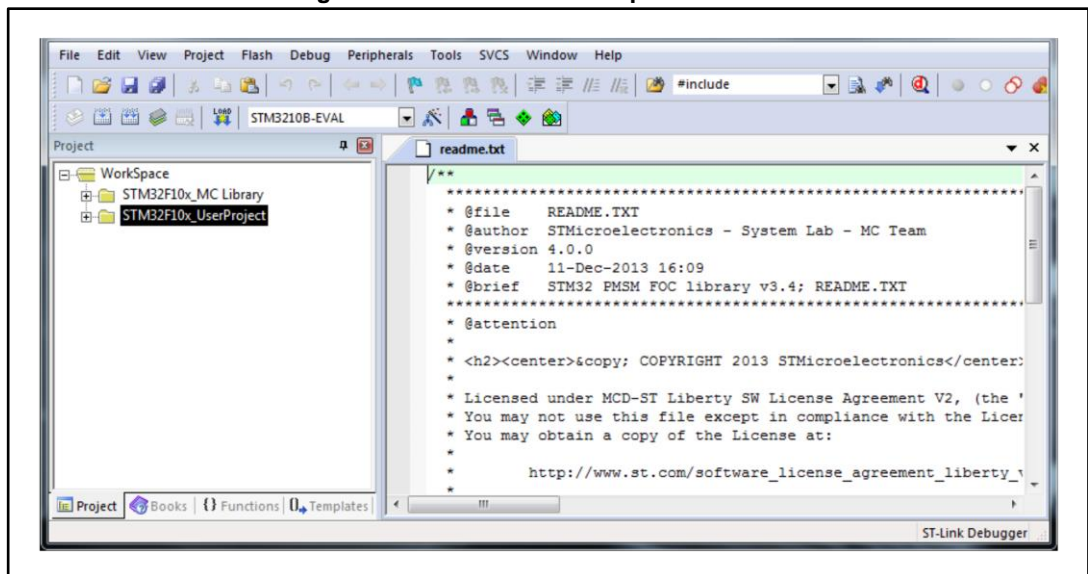 File Edit View Project Flash Debug Peripherals Tools SVCS Window Help
#include
LOAD STM3210B-EVAL
Project
readme.txt
WorkSpace
STM32F10x_MC Library
STM32F10x_UserProject
/**
******************************************************************************
* @file README.TXT
* @author STMicroelectronics - System Lab - MC Team
* @version 4.0.0
* @date 11-Dec-2013 16:09
* @brief STM32 PMSM FOC library v3.4; README.TXT
******************************************************************************
* @attention
*
* <h2><center>&copy; COPYRIGHT 2013 STMicroelectronics</center>
*
* Licensed under MCD-ST Liberty SW License Agreement V2, (the "
* You may not use this file except in compliance with the
* You may obtain a copy of the License at:
*
* http://www.st.com/software_license_agreement_liberty_
*
Project Books {} Functions Templates
ST-Link Debugger